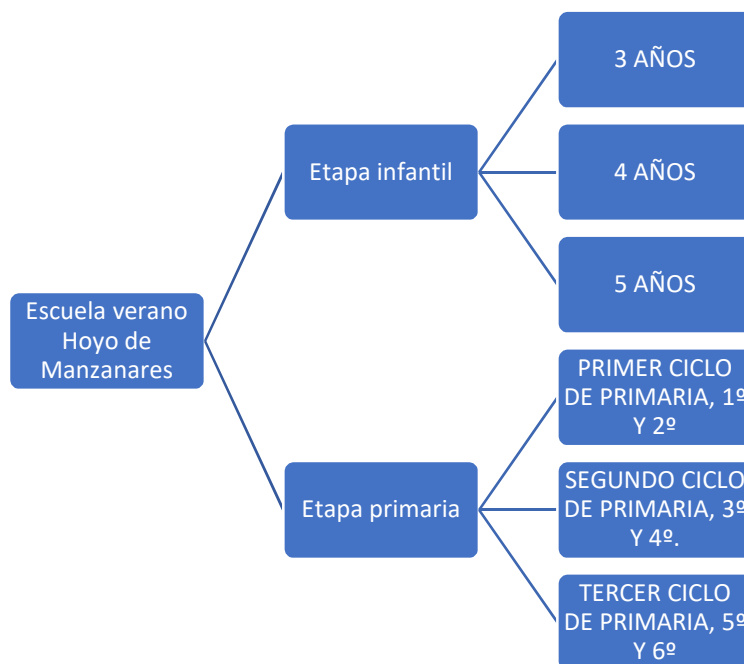 Escuela verano
Hoyo de
Manzanares
Etapa infantil
3 AÑOS
4 AÑOS
5 AÑOS
Etapa primaria
PRIMER CICLO
DE PRIMARIA, 1º
Y 2º
SEGUNDO CICLO
DE PRIMARIA, 3º
Y 4º.
TERCER CICLO
DE PRIMARIA, 5º
Y 6º